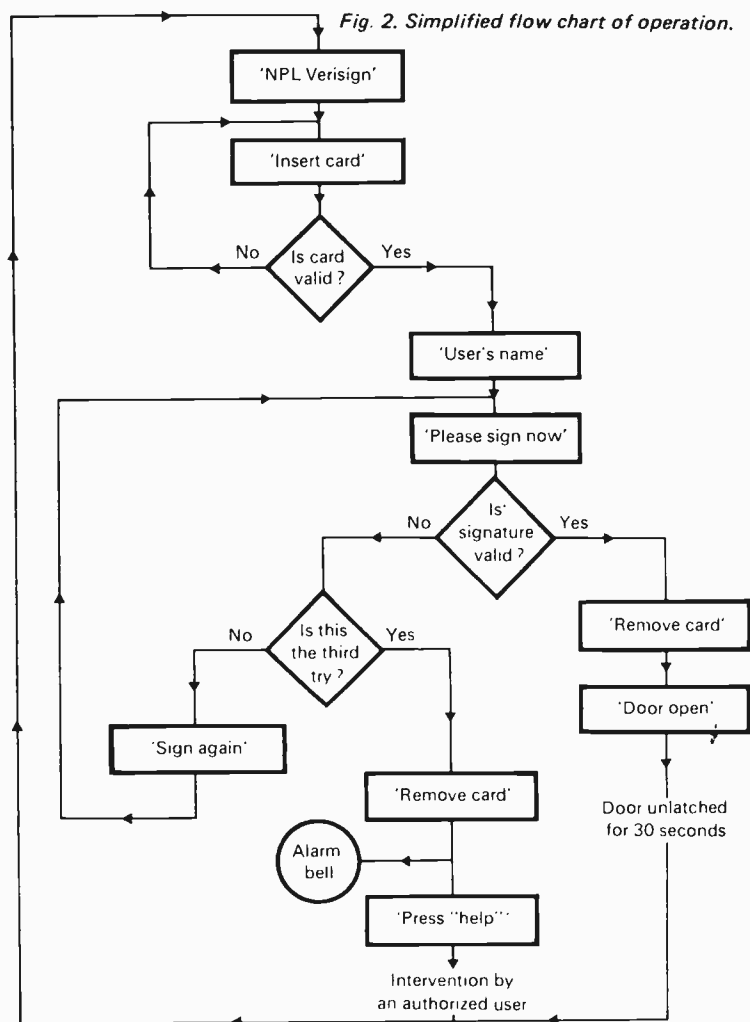 Fig. 2. Simplified flow chart of operation.
'NPL Verisign'
'Insert card'
No
Is card
valid ?
Yes
'User's name'
'Please sign now'
No
Is
signature
valid ?
Yes
No
Is this
the third
try ?
Yes
'Remove card'
'Door open'
'Sign again'
'Remove card'
Door unlatched
for 30 seconds
Alarm
bell
'Press "help"'
Intervention by
an authorized user